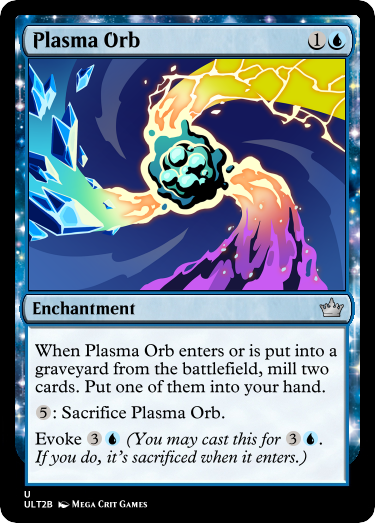 Plasma Orb 1U
Enchantment
When Plasma Orb enters or is put into a
graveyard from the battlefield, mill two
cards. Put one of them into your hand.
5: Sacrifice Plasma Orb.
Evoke 3 (You may cast this for 3 .
If you do, it's sacrificed when it enters.)
U
ULT2B Mega Crit Games